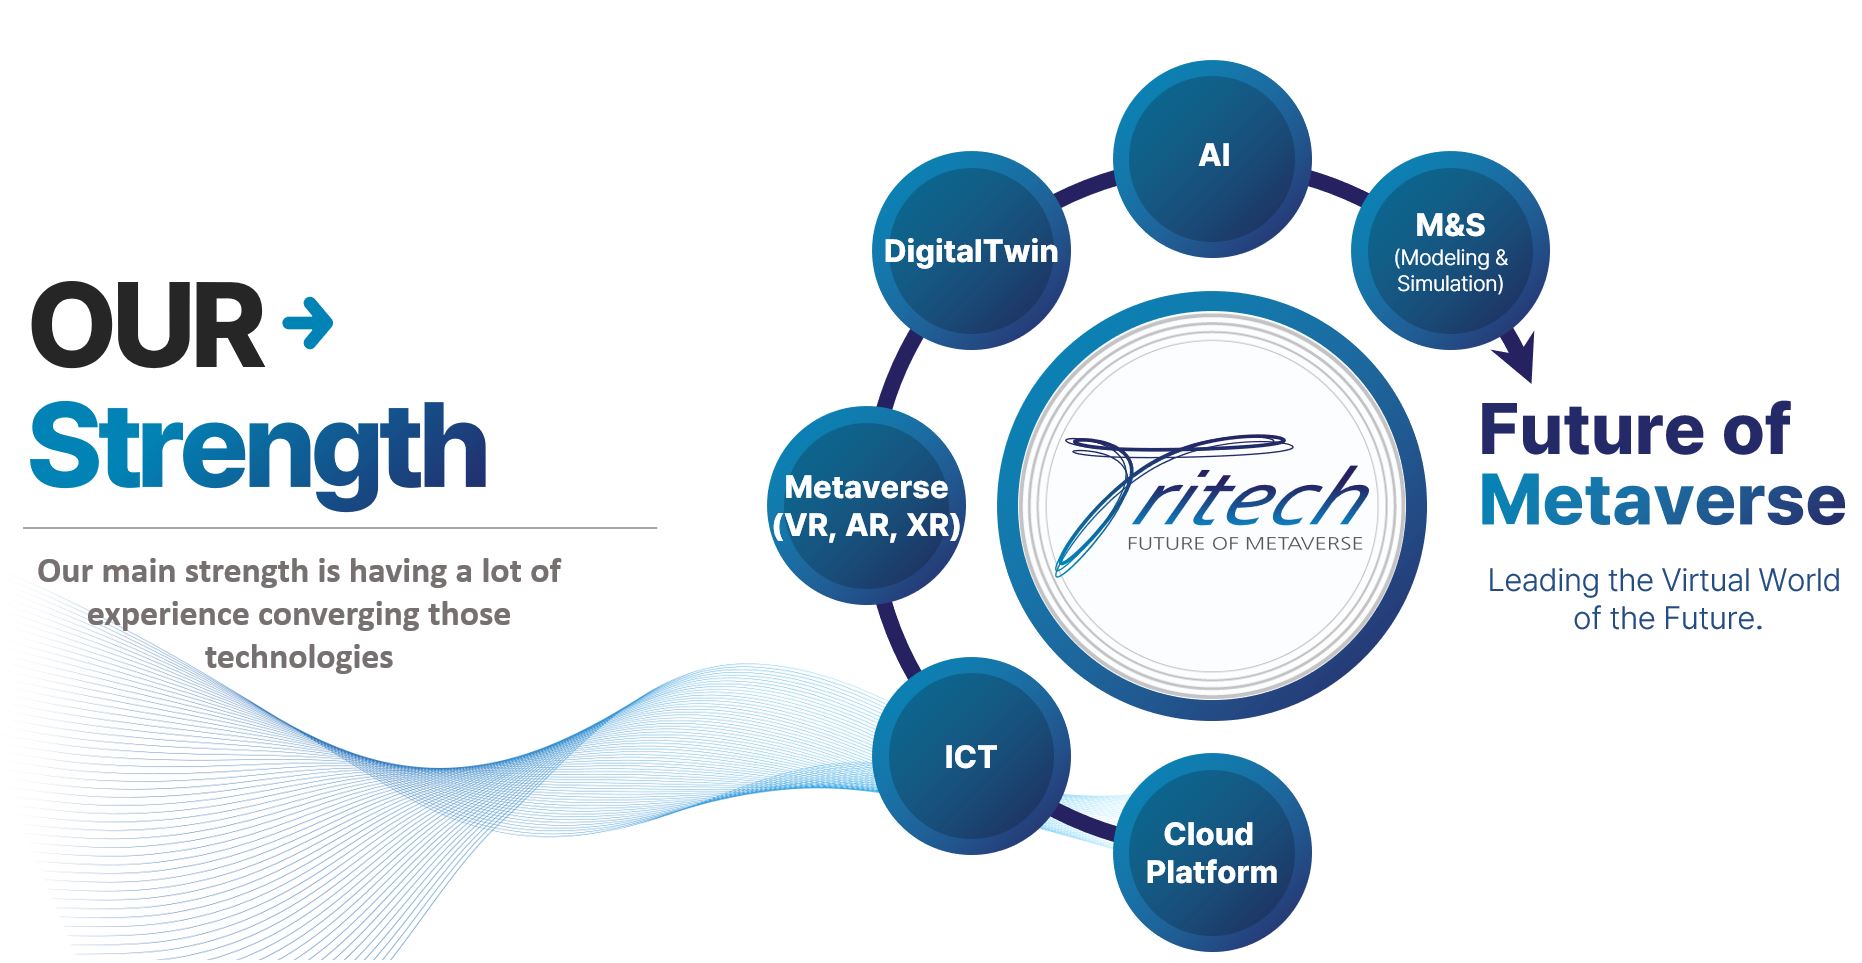 OUR
Strength
Our main strength is having a lot of
experience converging those
technologies
AI
DigitalTwin
M&S
(Modeling &
Simulation)
Metaverse
(VR, AR, XR)
Tritech
FUTURE OF METAVERSE
ICT
Cloud
Platform
Future of
Metaverse
Leading the Virtual World
of the Future.